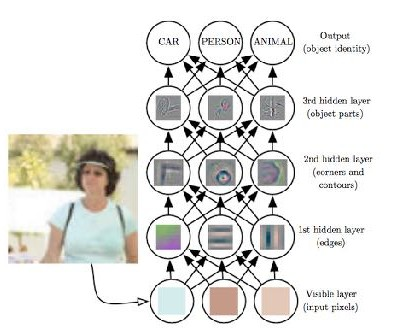 CAR PERSON ANIMAL
Output
(object identity)
3rd hidden layer
(object parts)
2nd hidden layer
(corners and
contours)
1st hidden layer
(edges)
Visible layer
(input pixels)